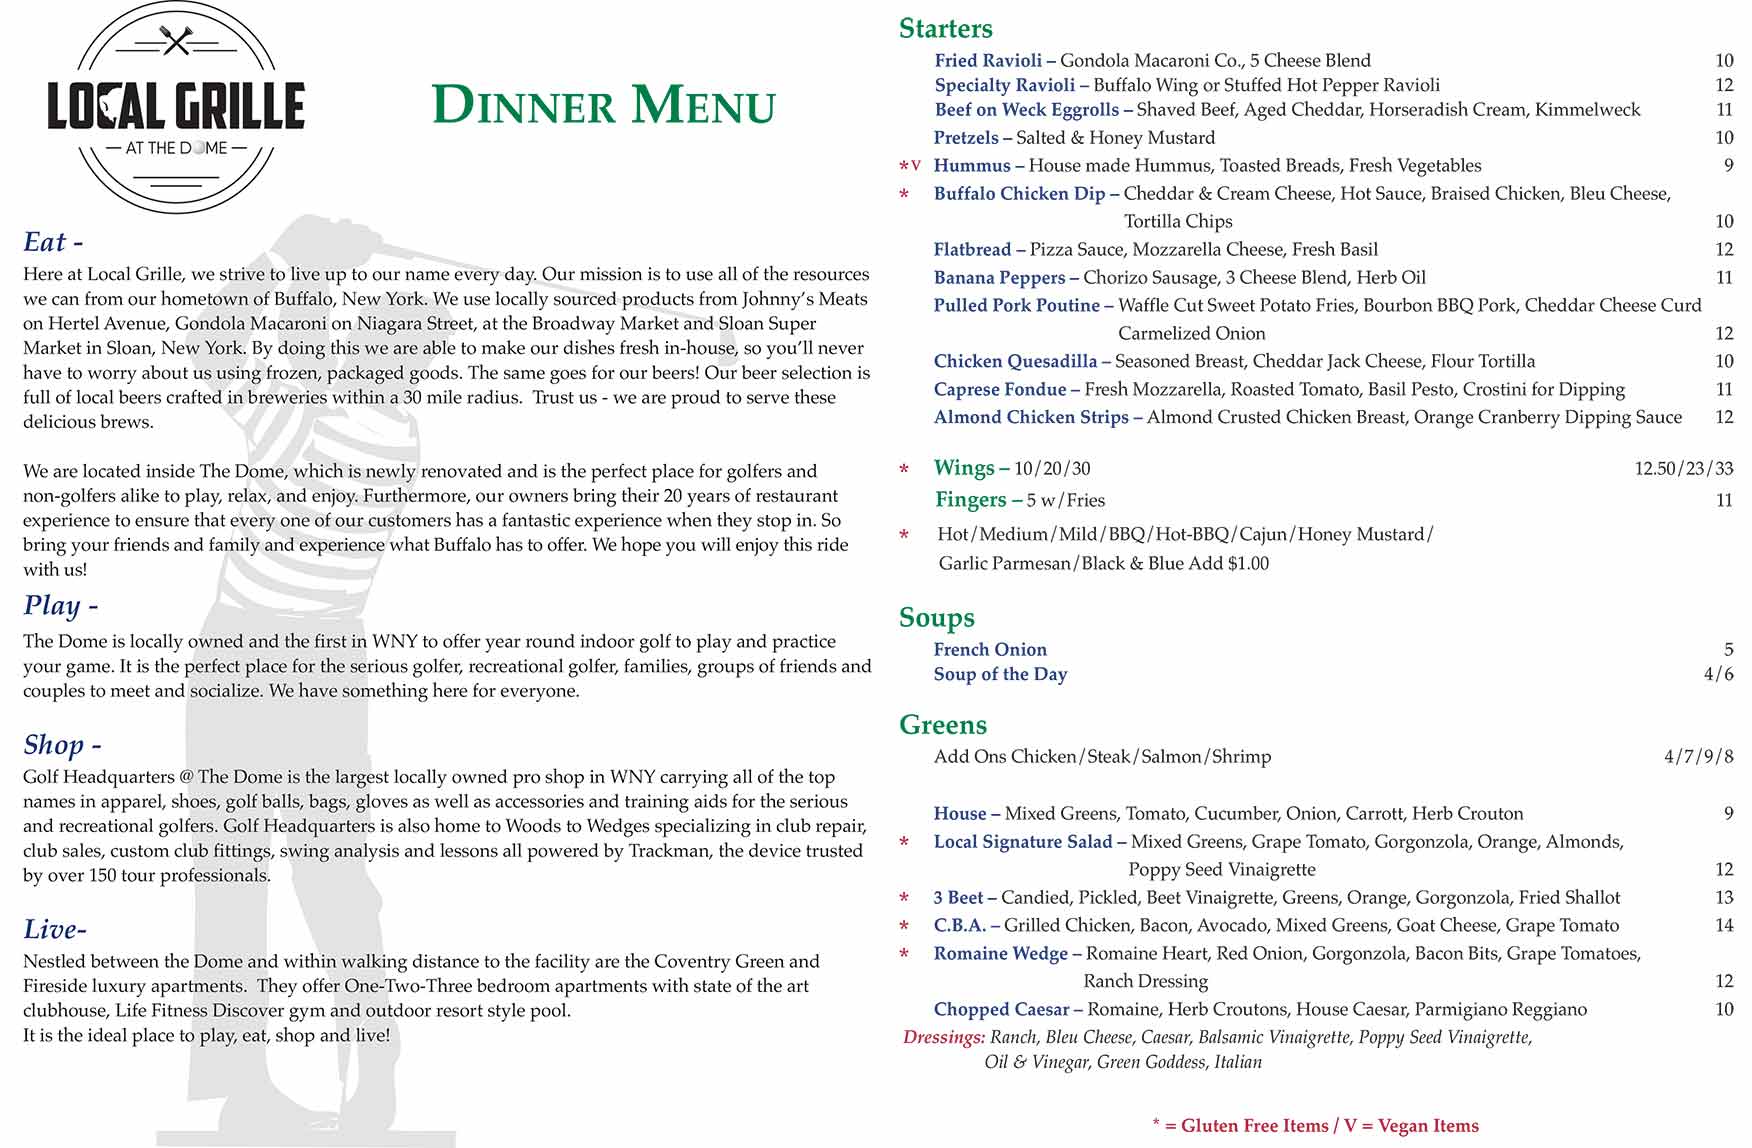 LOCAL GRILLE
AT THE DOME
DINNER MENU
Eat -
Here at Local Grille, we strive to live up to our name every day. Our mission is to use all of the resources
we can from our hometown of Buffalo, New York. We use locally sourced products from Johnny's Meats
on Hertel Avenue, Gondola Macaroni on Niagara Street, at the Broadway Market and Sloan Super
Market in Sloan, New York. By doing this we are able to make our dishes fresh in-house, so you'll never
have to worry about us using frozen, packaged goods. The same goes for our beers! Our beer selection is
full of local beers crafted in breweries within a 30 mile radius. Trust us - we are proud to serve these
delicious brews.
We are located inside The Dome, which is newly renovated and is the perfect place for golfers and
non-golfers alike to play, relax, and enjoy. Furthermore, our owners bring their 20 years of restaurant
experience to ensure that every one of our customers has a fantastic experience when they stop in. So
bring your friends and family and experience what Buffalo has to offer. We hope you will enjoy this ride
with us!
Play -
The Dome is locally owned and the first in WNY to offer year round indoor golf to play and practice
your game. It is the perfect place for the serious golfer, recreational golfer, families, groups of friends and
couples to meet and socialize. We have something here for everyone.
Shop -
Golf Headquarters @ The Dome is the largest locally owned pro shop in WNY carrying all of the top
names in apparel, shoes, golf balls, bags, gloves as well as accessories and training aids for the serious
and recreational golfers. Golf Headquarters is also home to Woods to Wedges specializing in club repair,
club sales, custom club fittings, swing analysis and lessons all powered by Trackman, the device trusted
by over 150 tour professionals.
Live-
Nestled between the Dome and within walking distance to the facility are the Coventry Green and
Fireside luxury apartments. They offer One-Two-Three bedroom apartments with state of the art
clubhouse, Life Fitness Discover gym and outdoor resort style pool.
It is the ideal place to play, eat, shop and live!
Starters
Fried Ravioli – Gondola Macaroni Co., 5 Cheese Blend 10
Specialty Ravioli – Buffalo Wing or Stuffed Hot Pepper Ravioli 12
Beef on Weck Eggrolls – Shaved Beef, Aged Cheddar, Horseradish Cream, Kimmelweck 11
Pretzels – Salted & Honey Mustard 10
*V Hummus – House made Hummus, Toasted Breads, Fresh Vegetables 9
* Buffalo Chicken Dip – Cheddar & Cream Cheese, Hot Sauce, Braised Chicken, Bleu Cheese,
Tortilla Chips 10
Flatbread – Pizza Sauce, Mozzarella Cheese, Fresh Basil 12
Banana Peppers – Chorizo Sausage, 3 Cheese Blend, Herb Oil 11
Pulled Pork Poutine – Waffle Cut Sweet Potato Fries, Bourbon BBQ Pork, Cheddar Cheese Curd
Carmelized Onion 12
Chicken Quesadilla – Seasoned Breast, Cheddar Jack Cheese, Flour Tortilla 10
Caprese Fondue – Fresh Mozzarella, Roasted Tomato, Basil Pesto, Crostini for Dipping 11
Almond Chicken Strips – Almond Crusted Chicken Breast, Orange Cranberry Dipping Sauce 12
* Wings – 10/20/30 12.50/23/33
Fingers – 5 w/Fries 11
* Hot/Medium/Mild/BBQ/Hot-BBQ/Cajun/Honey Mustard/
Garlic Parmesan/Black & Blue Add $1.00
Soups
French Onion 5
Soup of the Day 4/6
Greens
Add Ons Chicken/Steak/Salmon/Shrimp 4/7/9/8
House – Mixed Greens, Tomato, Cucumber, Onion, Carrott, Herb Crouton 9
* Local Signature Salad – Mixed Greens, Grape Tomato, Gorgonzola, Orange, Almonds,
Poppy Seed Vinaigrette 12
* 3 Beet – Candied, Pickled, Beet Vinaigrette, Greens, Orange, Gorgonzola, Fried Shallot 13
* C.B.A. – Grilled Chicken, Bacon, Avocado, Mixed Greens, Goat Cheese, Grape Tomato 14
* Romaine Wedge – Romaine Heart, Red Onion, Gorgonzola, Bacon Bits, Grape Tomatoes,
Ranch Dressing 12
Chopped Caesar – Romaine, Herb Croutons, House Caesar, Parmigiano Reggiano 10
Dressings: Ranch, Bleu Cheese, Caesar, Balsamic Vinaigrette, Poppy Seed Vinaigrette,
Oil & Vinegar, Green Goddess, Italian
* = Gluten Free Items / V = Vegan Items